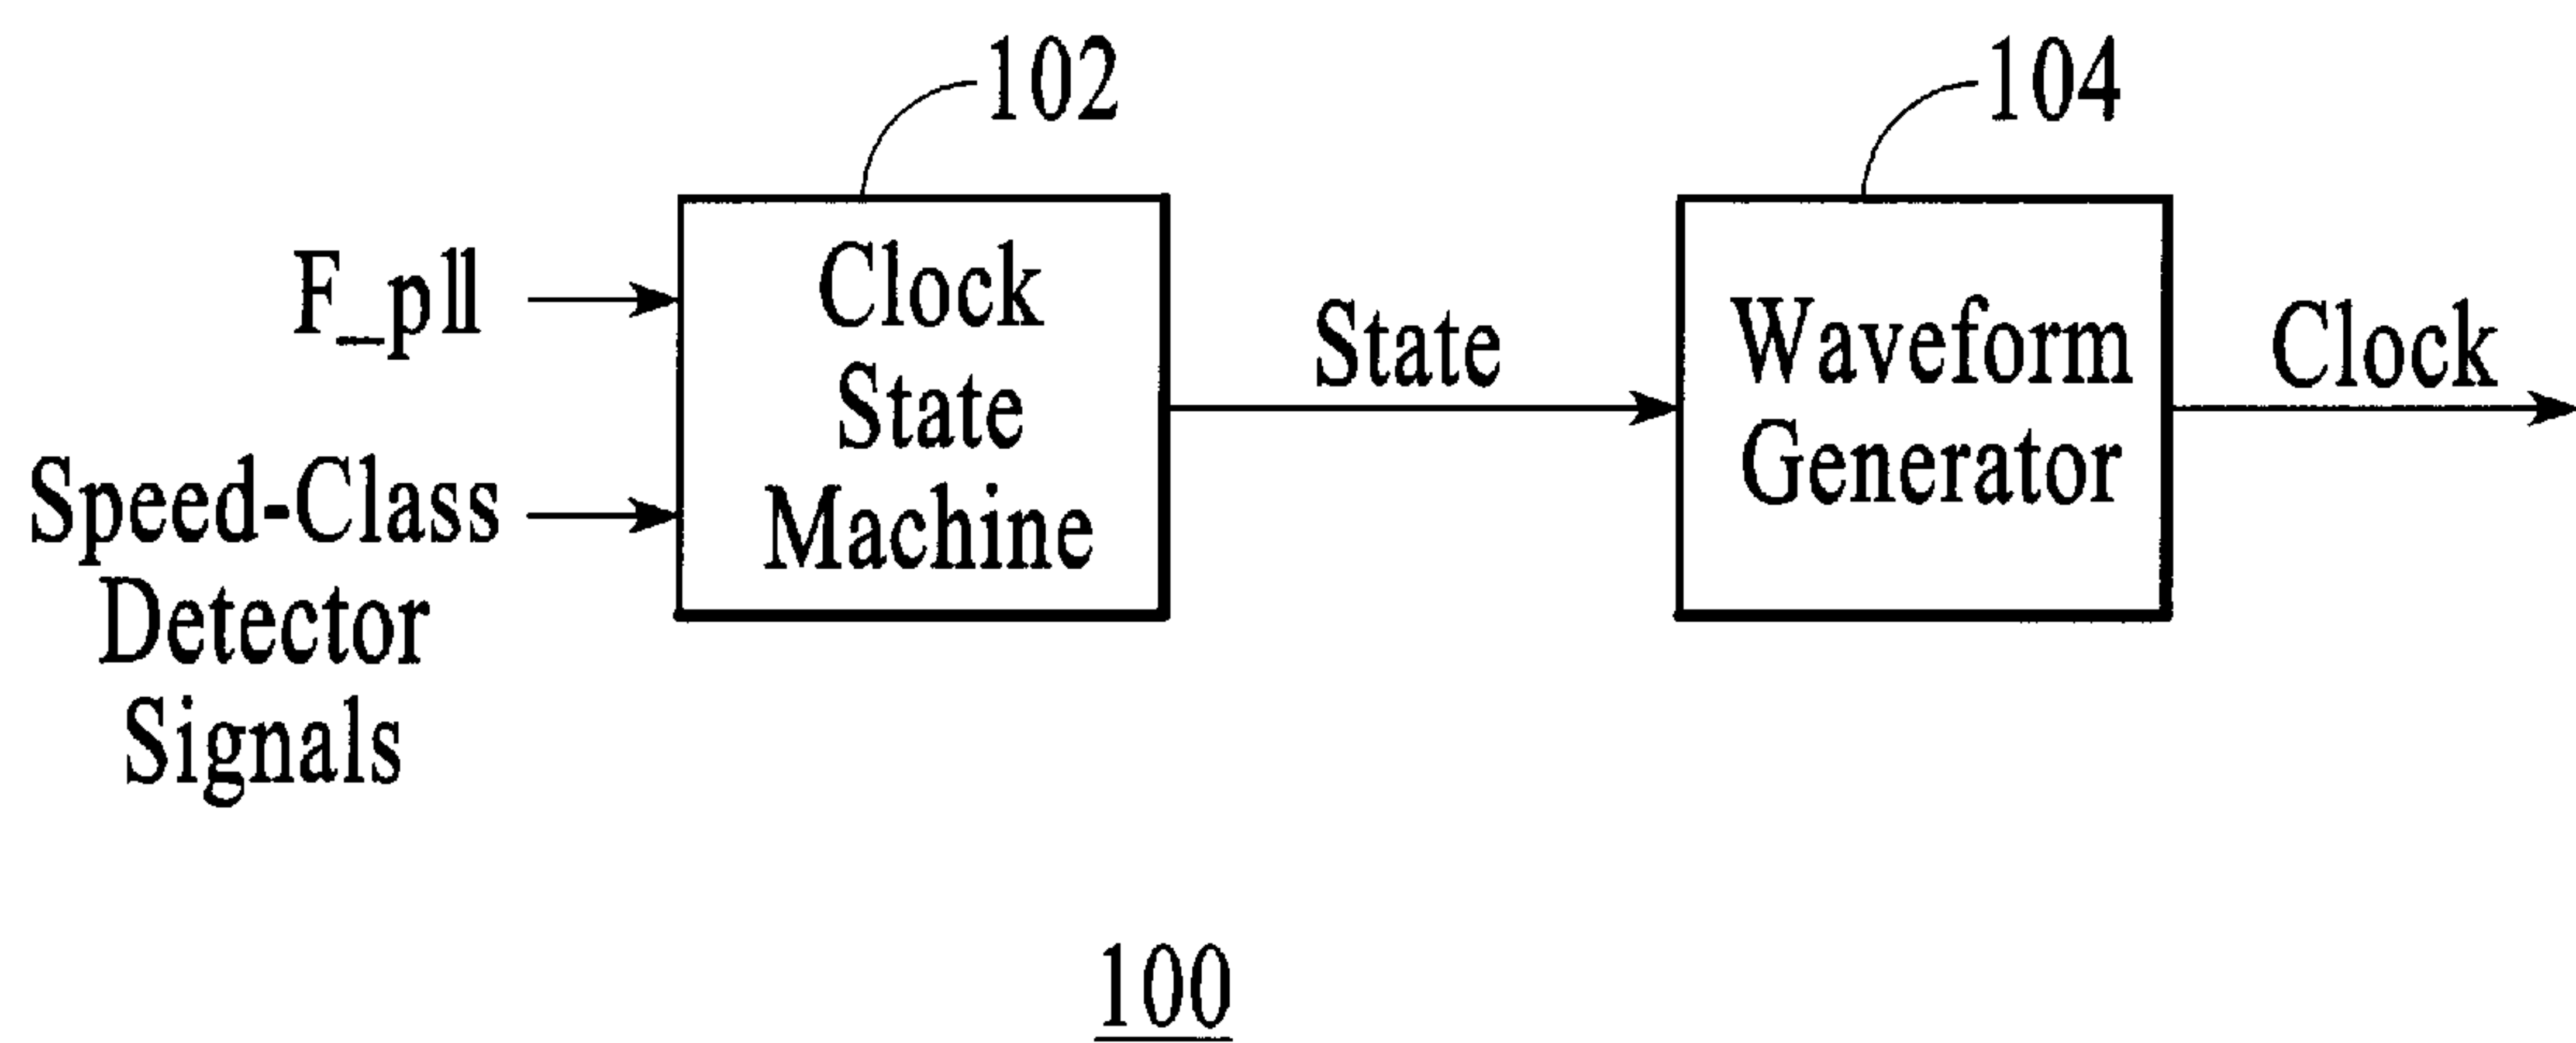 102
104
F_pll
Clock
State
Machine
State
Waveform
Generator
Clock
Speed-Class
Detector
Signals
100